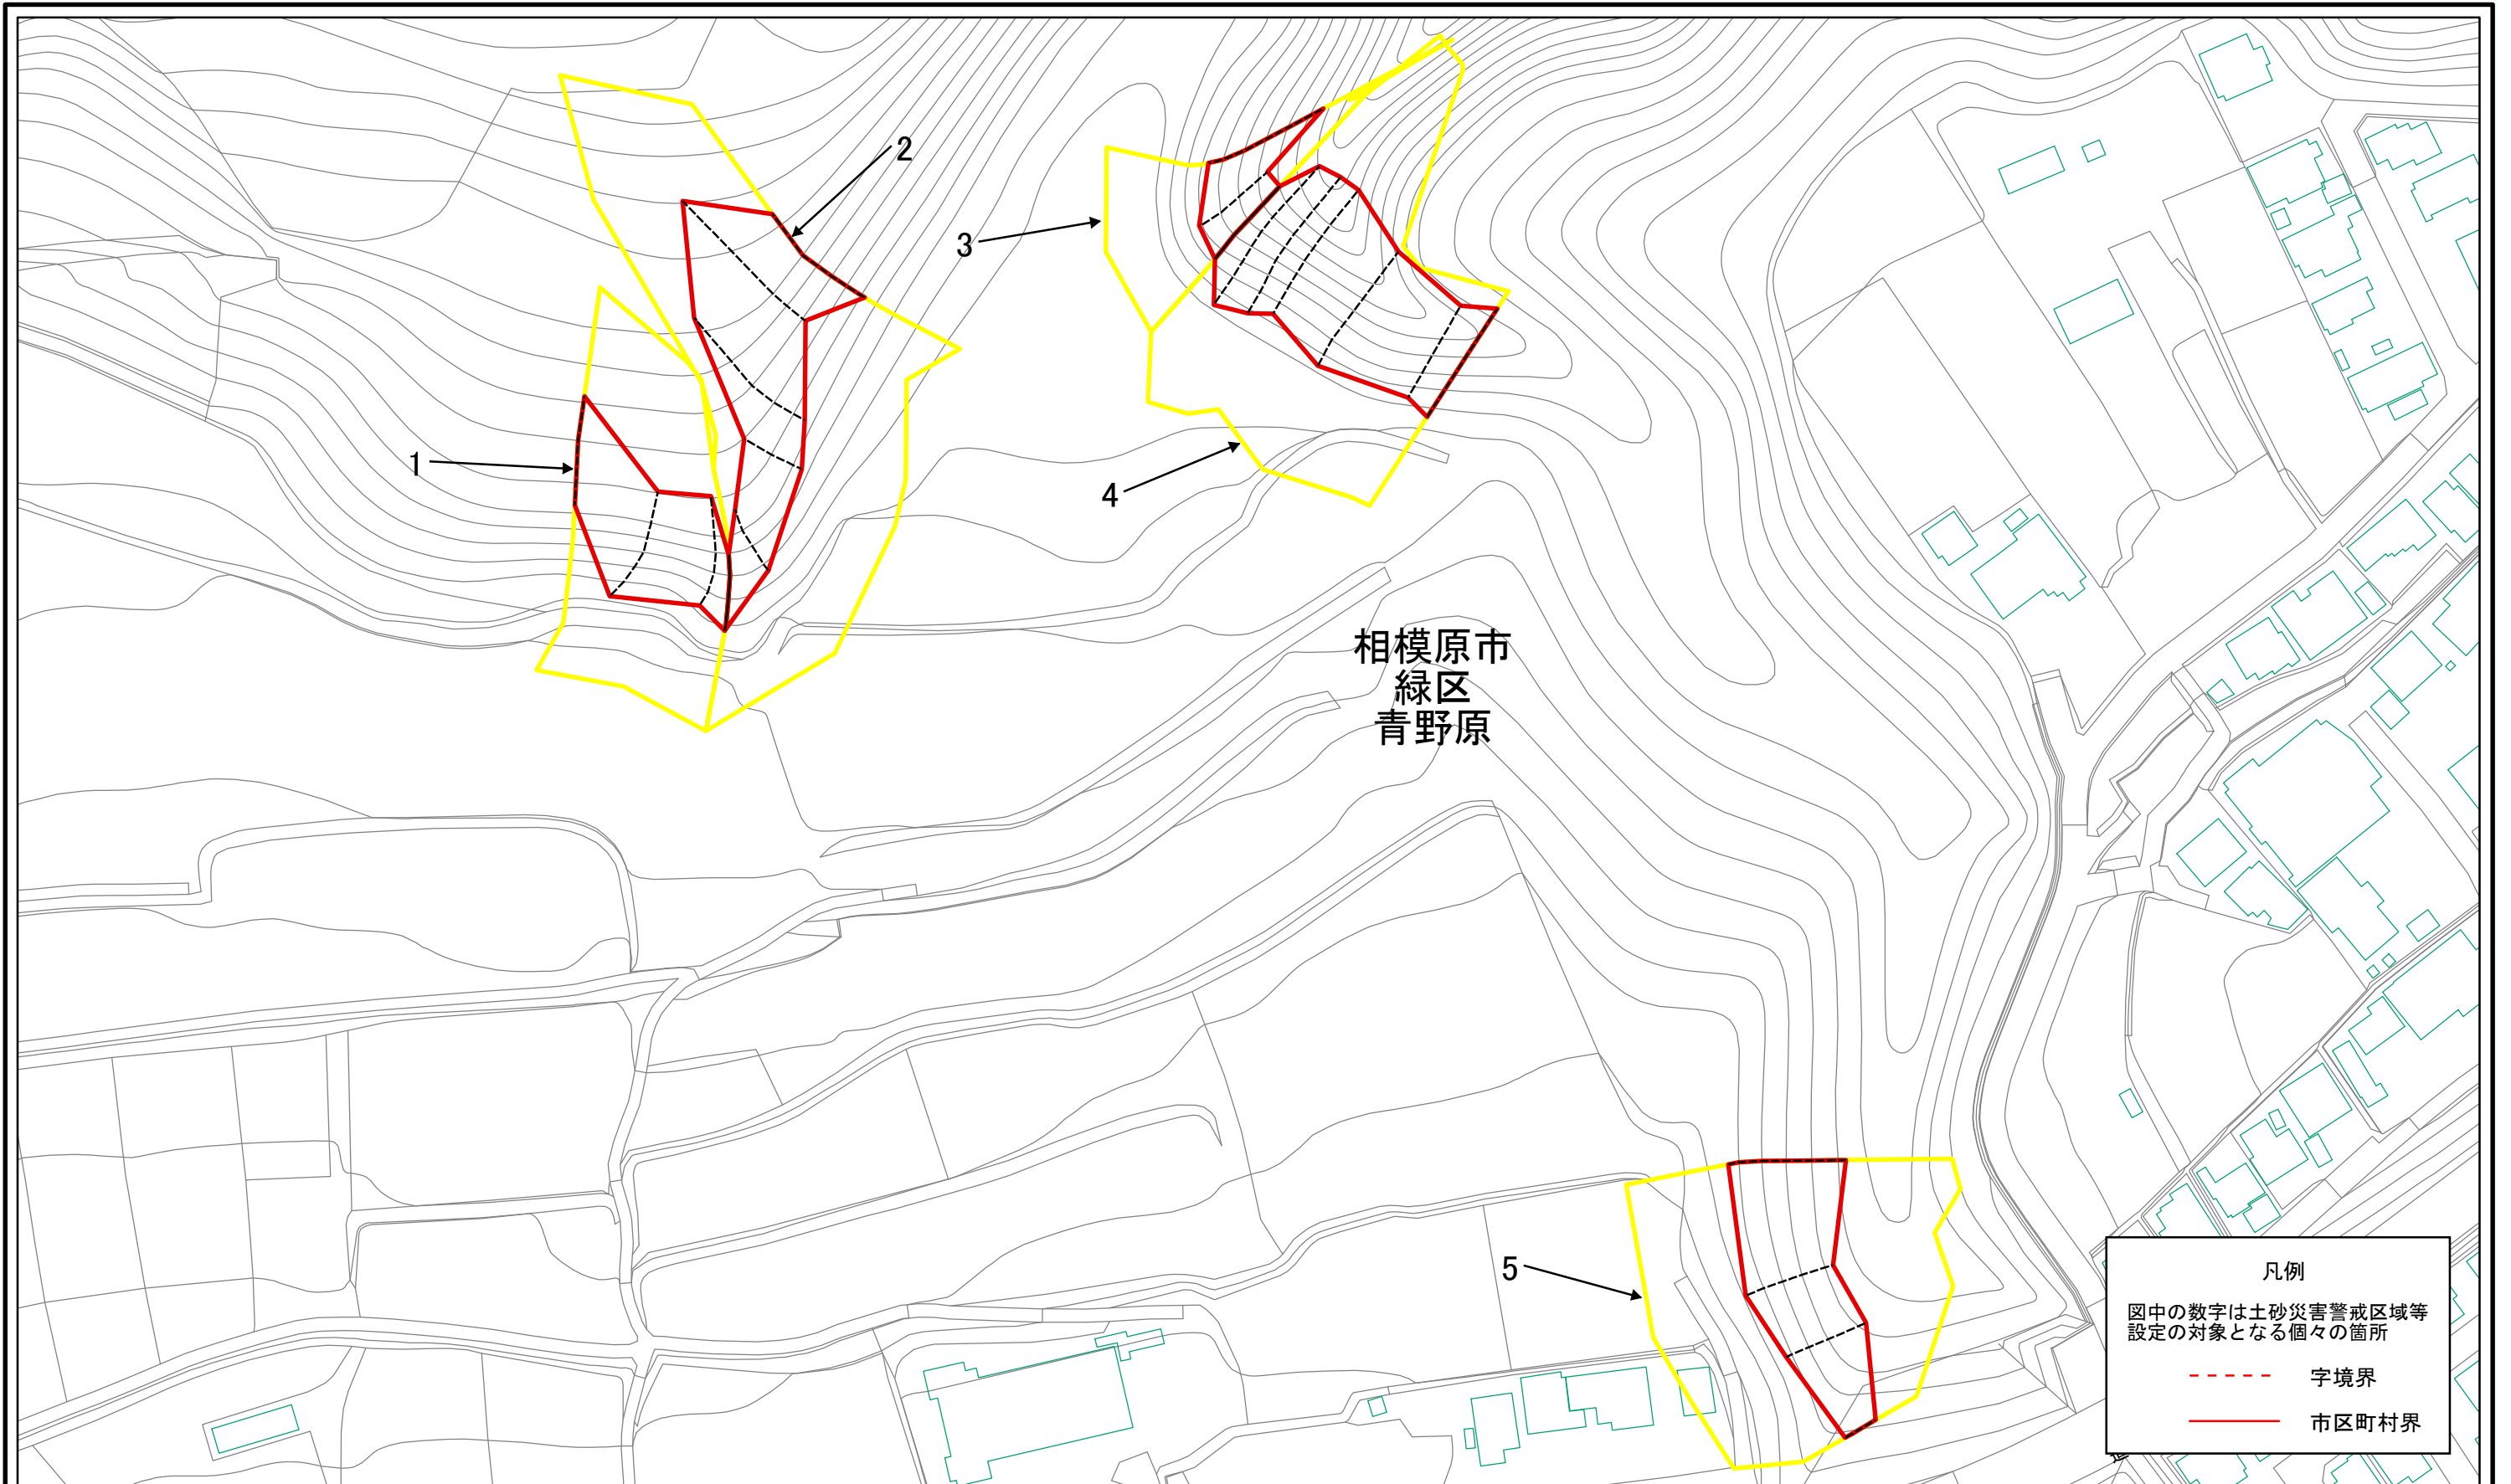 2
3
1
4
相模原市
緑区
青野原
5
凡例
図中の数字は土砂災害警戒区域等
設定の対象となる個々の箇所
字境界
市区町村界